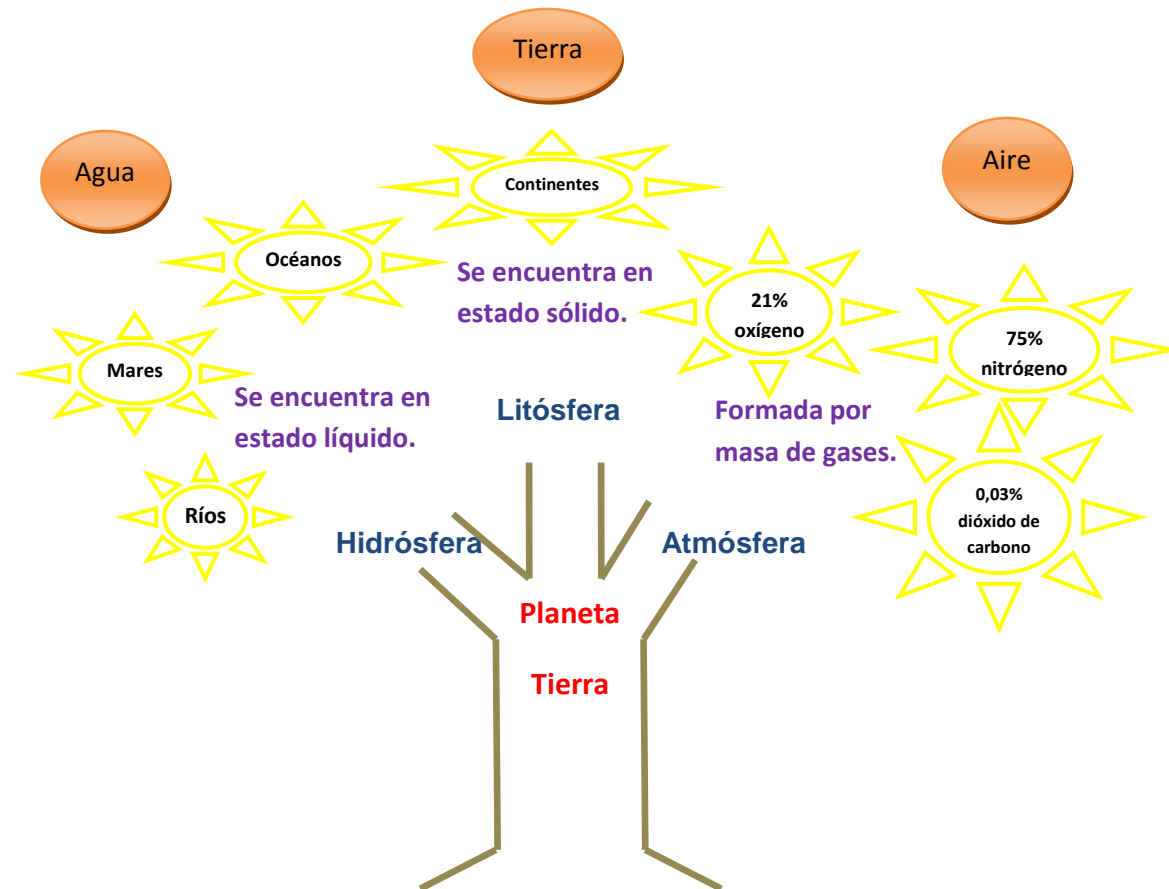 Tierra
Agua
Aire
Continentes
Océanos
Se encuentra en
estado sólido.
21%
oxígeno
75%
nitrógeno
Mares
Se encuentra en
estado líquido.
Litósfera
Formada por
masa de gases.
Ríos
0,03%
dióxido de
carbono
Hidrósfera
Atmósfera
Planeta
Tierra